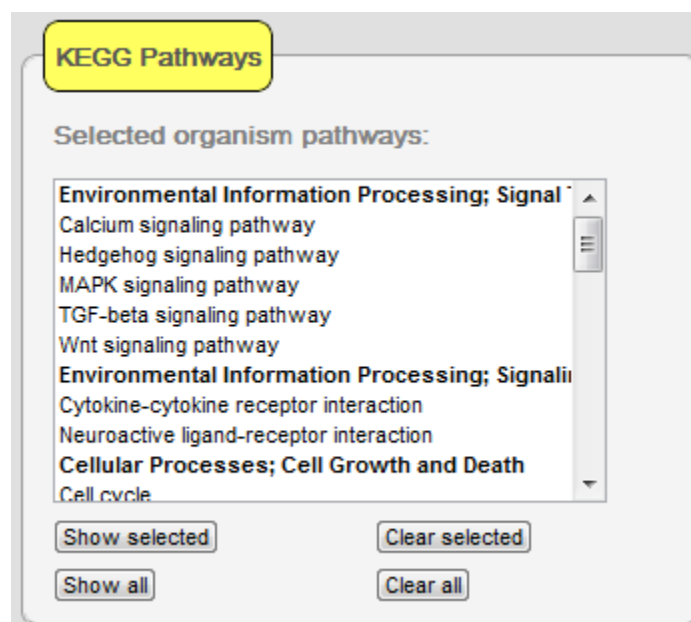 KEGG Pathways
Selected organism pathways:
Environmental Information Processing; Signal
Calcium signaling pathway
Hedgehog signaling pathway
MAPK signaling pathway
TGF-beta signaling pathway
Wnt signaling pathway
Environmental Information Processing; Signali
Cytokine-cytokine receptor interaction
Neuroactive ligand-receptor interaction
Cellular Processes; Cell Growth and Death
Cell cycle
Show selected Clear selected
Show all Clear all